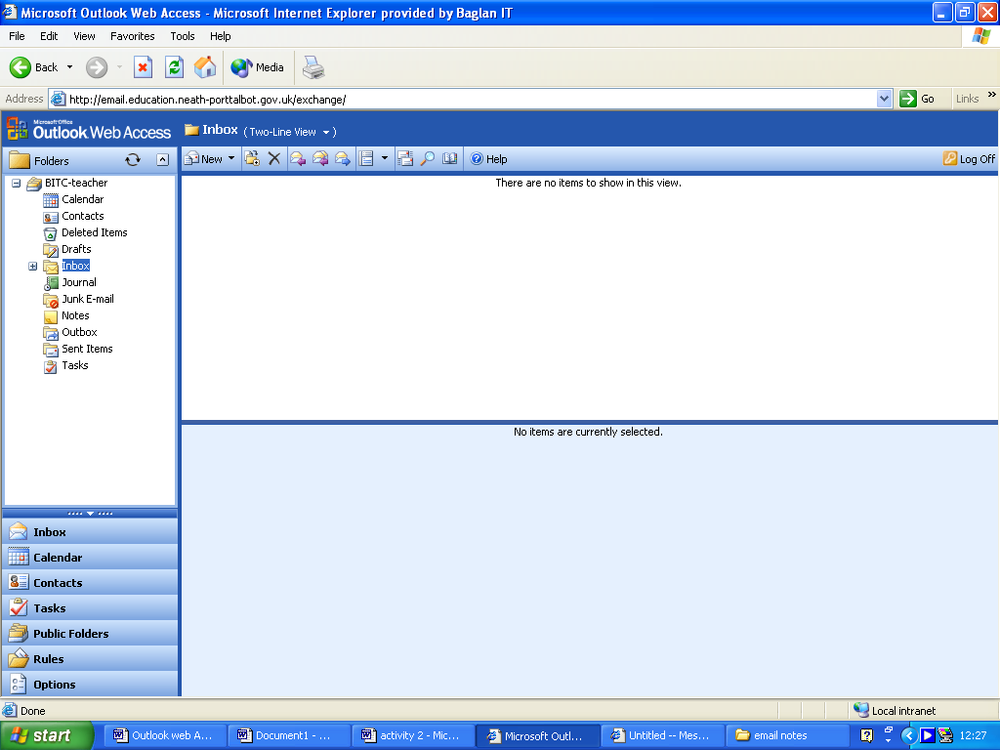 Microsoft Outlook Web Access - Microsoft Internet Explorer provided by Baglan IT
File Edit View Favorites Tools Help
Back Media
Address http://email.education.neath-porttalbot.gov.uk/exchange/ Go Links »
Microsoft Office
Outlook Web Access Inbox (Two-Line View)
Folders New Help Log Off
BITC-teacher There are no items to show in this view.
Calendar
Contacts
Deleted Items
Drafts
Inbox
Journal
Junk E-mail
Notes
Outbox
Sent Items
Tasks
No items are currently selected.
Inbox
Calendar
Contacts
Tasks
Public Folders
Rules
Options
Done Local intranet
start Outlook web A... Document1 - ... activity 2 - Mic... Microsoft Outl... Untitled -- Mes... email notes 12:27